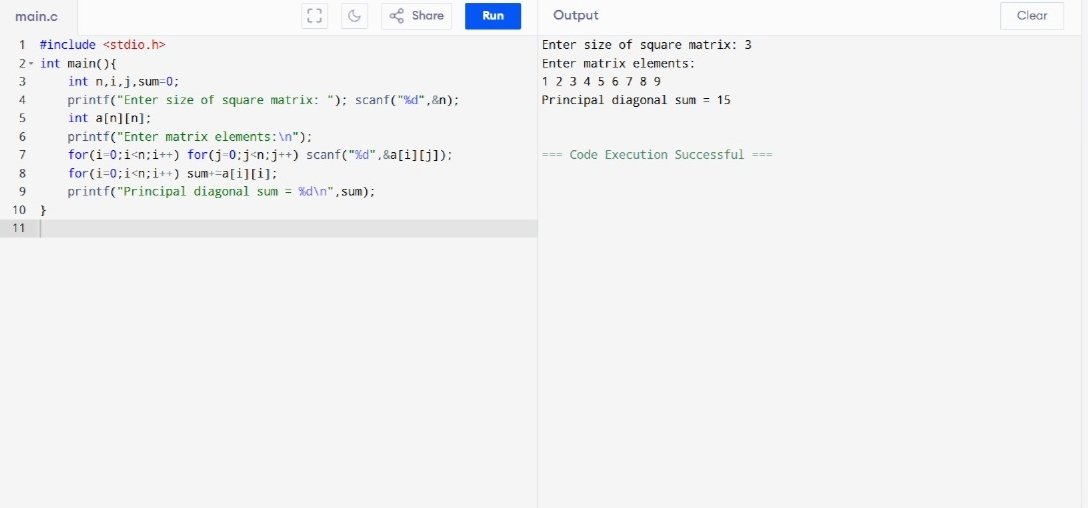 main.c
Share
Run
Output
Clear
1 #include <stdio.h>
2 int main(){
3 int n,i,j,sum=0;
4 printf("Enter size of square matrix: "); scanf("%d",&n);
5 int a[n][n];
6 printf("Enter matrix elements:\n");
7 for(i=0;i<n;i++) for(j=0;j<n;j++) scanf("%d",&a[i][j]);
8 for(i=0;i<n;i++) sum+=a[i][i];
9 printf("Principal diagonal sum = %d\n",sum);
10 }
11
Enter size of square matrix: 3
Enter matrix elements:
1 2 3 4 5 6 7 8 9
Principal diagonal sum = 15
=== Code Execution Successful ===